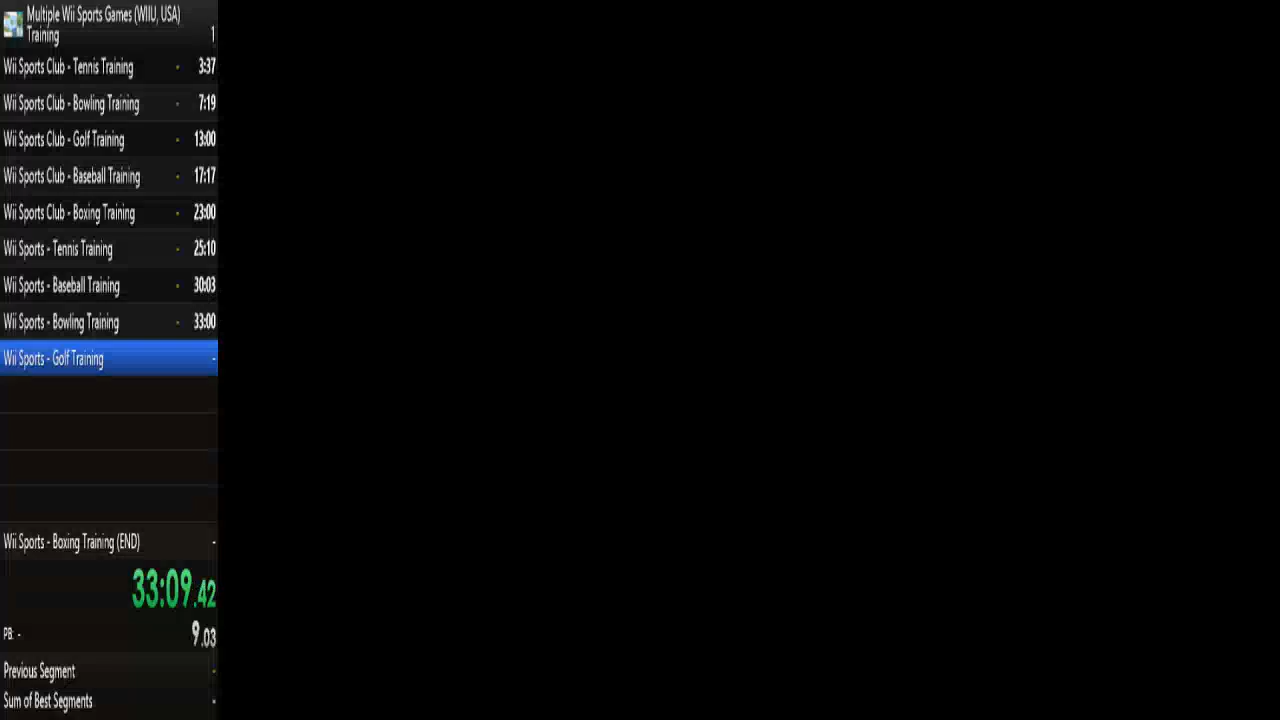 Multiple Wii Sports Games (WIIU, USA)
Training 1
Wii Sports Club - Tennis Training - 3:37
Wii Sports Club - Bowling Training - 7:19
Wii Sports Club - Golf Training - 13:00
Wii Sports Club - Baseball Training - 17:17
Wii Sports Club - Boxing Training - 23:00
Wii Sports - Tennis Training - 25:10
Wii Sports - Baseball Training - 30:03
Wii Sports - Bowling Training - 33:00
Wii Sports - Golf Training -
Wii Sports - Boxing Training (END) -
33:09.42
PB: - 9.03
Previous Segment -
Sum of Best Segments -